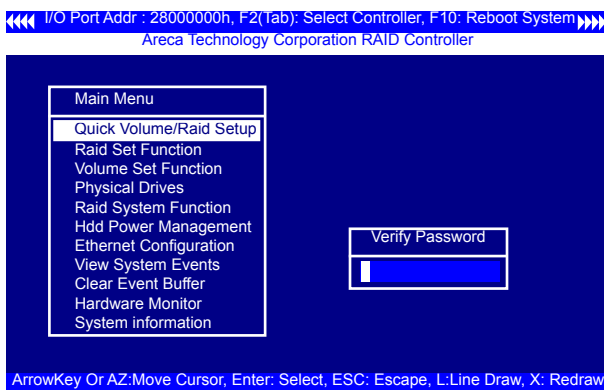 I/O Port Addr : 28000000h, F2(Tab): Select Controller, F10: Reboot System
Areca Technology Corporation RAID Controller
Main Menu
Quick Volume/Raid Setup
Raid Set Function
Volume Set Function
Physical Drives
Raid System Function
Hdd Power Management
Ethernet Configuration
View System Events
Clear Event Buffer
Hardware Monitor
System information
Verify Password
ArrowKey Or AZ:Move Cursor, Enter: Select, ESC: Escape, L:Line Draw, X: Redraw